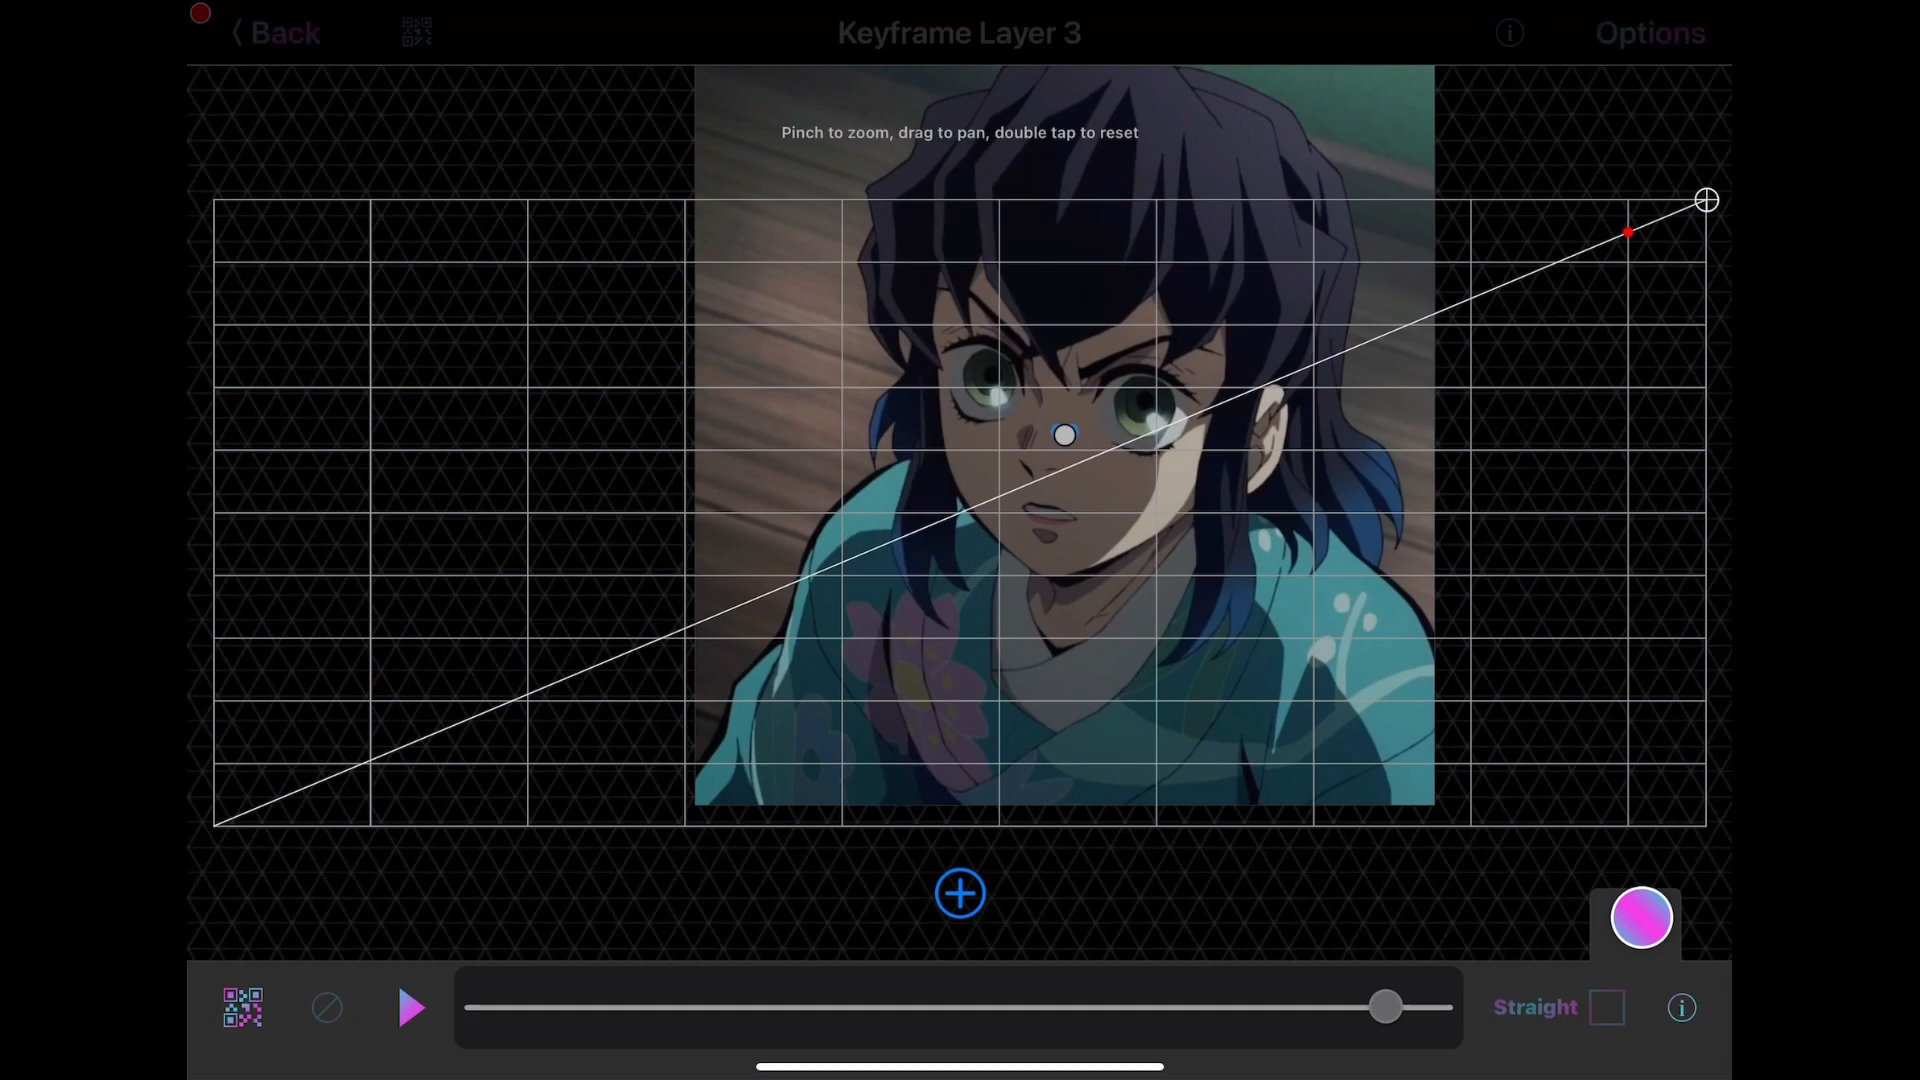 Back
Keyframe Layer 3
Options
Pinch to zoom, drag to pan, double tap to reset
Straight